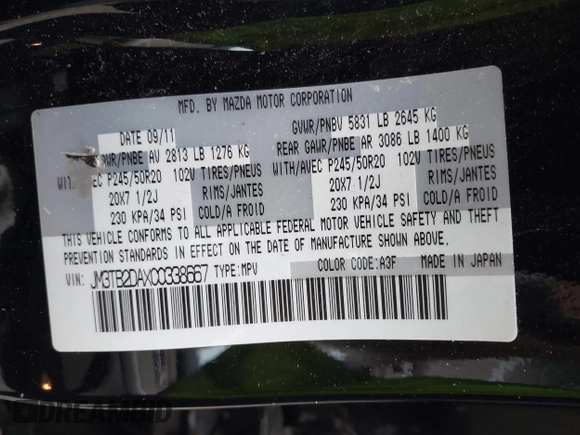 MFD. BY MAZDA MOTOR CORPORATION
DATE 09/11 GVWR/PNBV 5831 LB 2645 KG
GAWR/PNBE AV 2813 LB 1276 KG REAR GAWR/PNBE AR 3086 LB 1400 KG
WITH/AVEC P245/50R20 102V TIRES/PNEUS WITH/AVEC P245/50R20 102V TIRES/PNEUS
20X7 1/2J RIMS/JANTES 20X7 1/2J RIMS/JANTES
230 KPA/34 PSI COLD/A FROID 230 KPA/34 PSI COLD/A FROID
THIS VEHICLE CONFORMS TO ALL APPLICABLE FEDERAL MOTOR VEHICLE SAFETY AND THEFT
PREVENTION STANDARDS IN EFFECT ON THE DATE OF MANUFACTURE SHOWN ABOVE.
VIN: JM3TB2DAXC0338667 TYPE: MPV COLOR CODE: A3F MADE IN JAPAN
DREAMBID